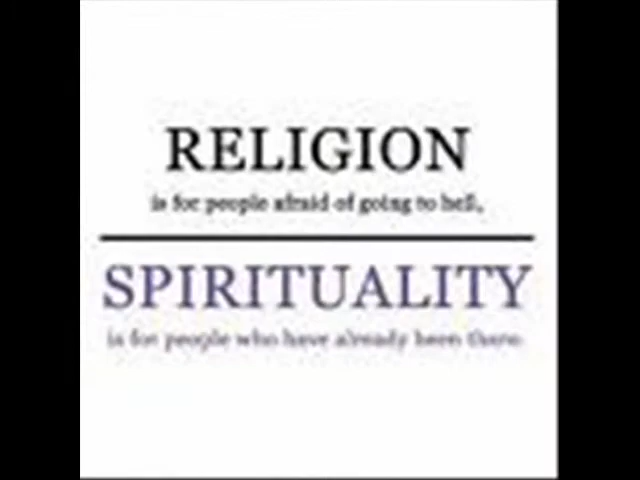 RELIGION
is for people afraid of going to hell,
SPIRITUALITY
is for people who have already been there.